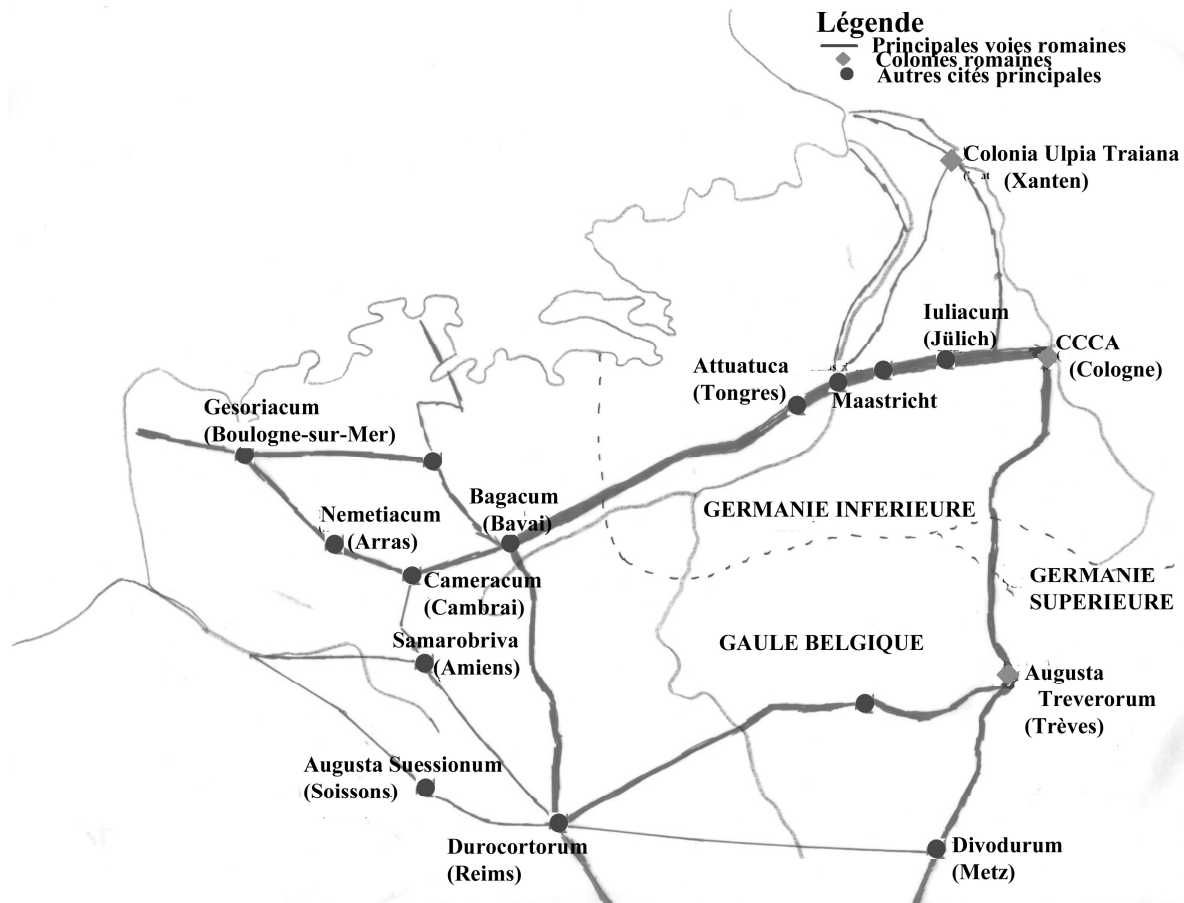 Légende
Principales voies romaines
Colonies romaines
Autres cités principales
Colonia Ulpia Traiana
(Xanten)
Iuliacum
(Jülich)
CCCA
(Cologne)
Attuatuca
(Tongres)
Maastricht
Gesoriacum
(Boulogne-sur-Mer)
Bagacum
(Bavai)
Nemetiacum
(Arras)
GERMANIE INFERIEURE
Cameracum
(Cambrai)
GERMANIE
SUPERIEURE
Samarobriva
(Amiens)
GAULE BELGIQUE
Augusta
Treverorum
(Trèves)
Augusta Suessionum
(Soissons)
Durocortorum
(Reims)
Divodurum
(Metz)